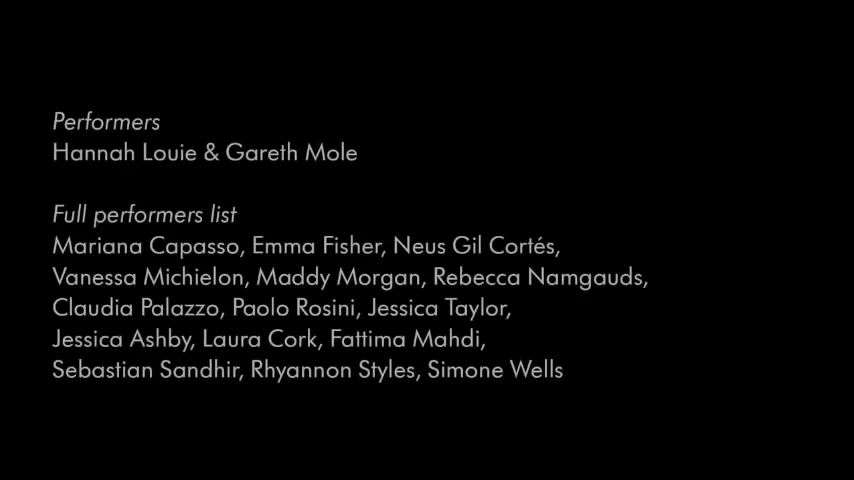 Performers
Hannah Louie & Gareth Mole
Full performers list
Mariana Capasso, Emma Fisher, Neus Gil Cortés,
Vanessa Michielon, Maddy Morgan, Rebecca Namgauds,
Claudia Palazzo, Paolo Rosini, Jessica Taylor,
Jessica Ashby, Laura Cork, Fattima Mahdi,
Sebastian Sandhir, Rhyannon Styles, Simone Wells